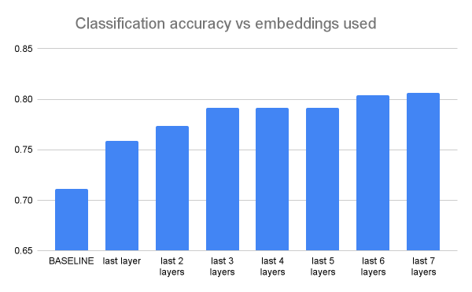 Classification accuracy vs embeddings used
0.85
0.80
0.75
0.70
0.65
BASELINE last layer last 2 last 3 last 4 last 5 last 6 last 7
layers layers layers layers layers layers